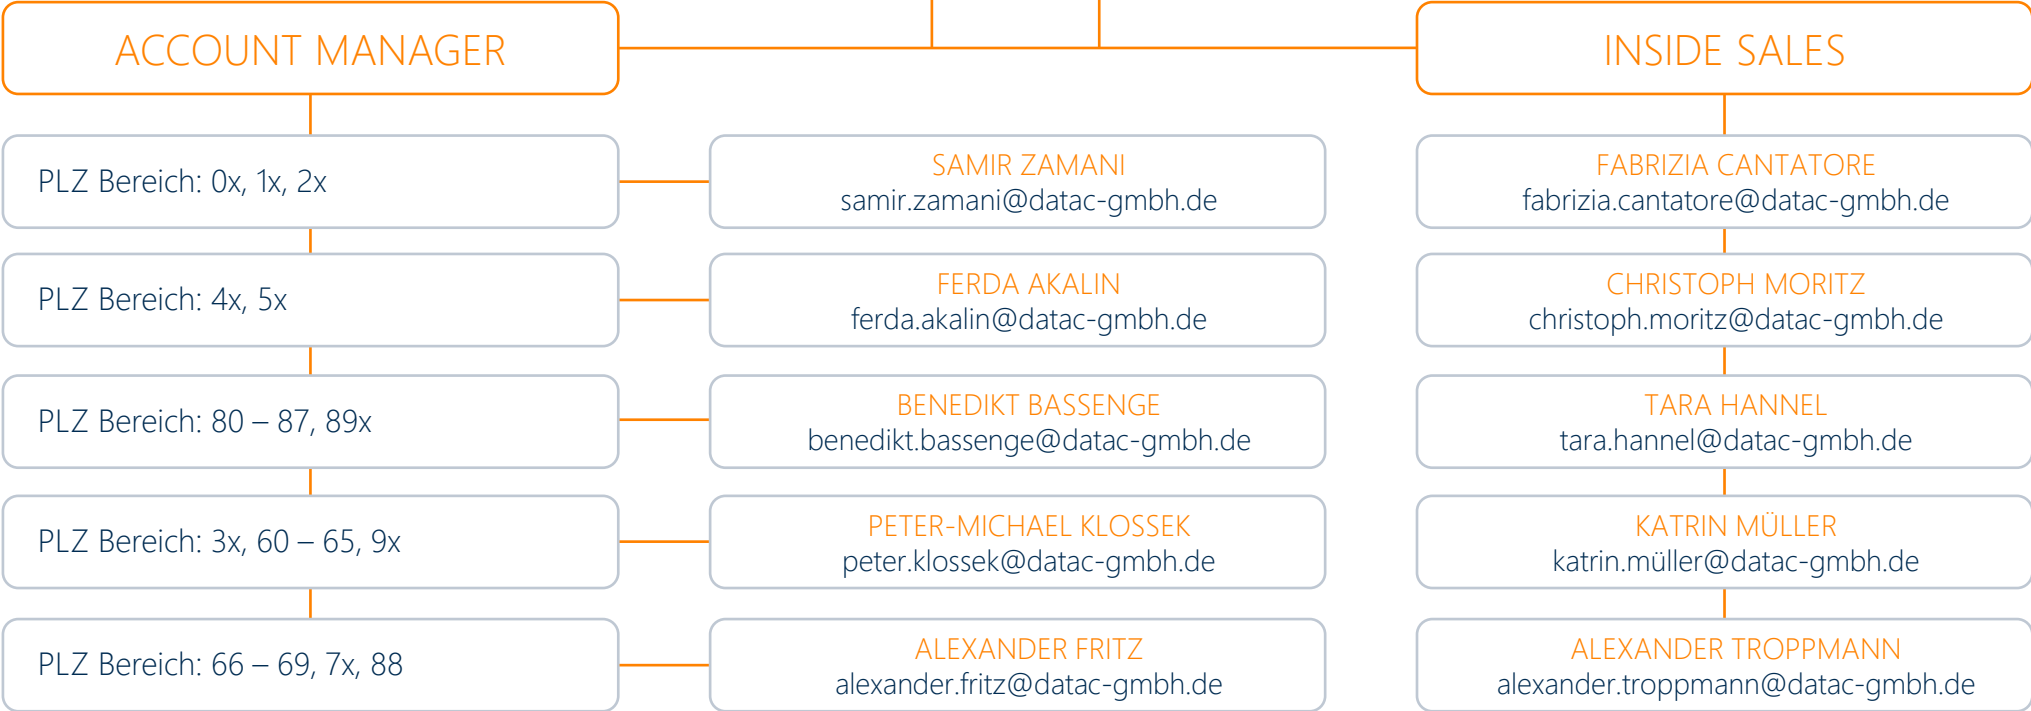 ACCOUNT MANAGER
INSIDE SALES
PLZ Bereich: 0x, 1x, 2x
SAMIR ZAMANI
samir.zamani@datac-gmbh.de
FABRIZIA CANTATORE
fabrizia.cantatore@datac-gmbh.de
PLZ Bereich: 4x, 5x
FERDA AKALIN
ferda.akalin@datac-gmbh.de
CHRISTOPH MORITZ
christoph.moritz@datac-gmbh.de
PLZ Bereich: 80 – 87, 89x
BENEDIKT BASSENGE
benedikt.bassenge@datac-gmbh.de
TARA HANNEL
tara.hannel@datac-gmbh.de
PLZ Bereich: 3x, 60 – 65, 9x
PETER-MICHAEL KLOSSEK
peter.klossek@datac-gmbh.de
KATRIN MÜLLER
katrin.müller@datac-gmbh.de
PLZ Bereich: 66 – 69, 7x, 88
ALEXANDER FRITZ
alexander.fritz@datac-gmbh.de
ALEXANDER TROPPMANN
alexander.troppmann@datac-gmbh.de